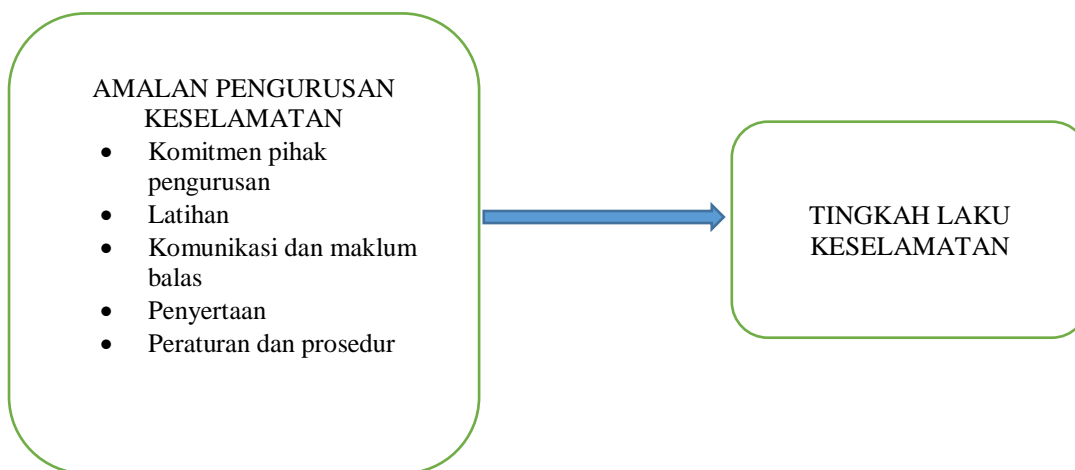 AMALAN PENGURUSAN
KESELAMATAN
• Komitmen pihak
pengurusan
• Latihan
• Komunikasi dan maklum
balas
• Penyertaan
• Peraturan dan prosedur
TINGKAH LAKU
KESELAMATAN